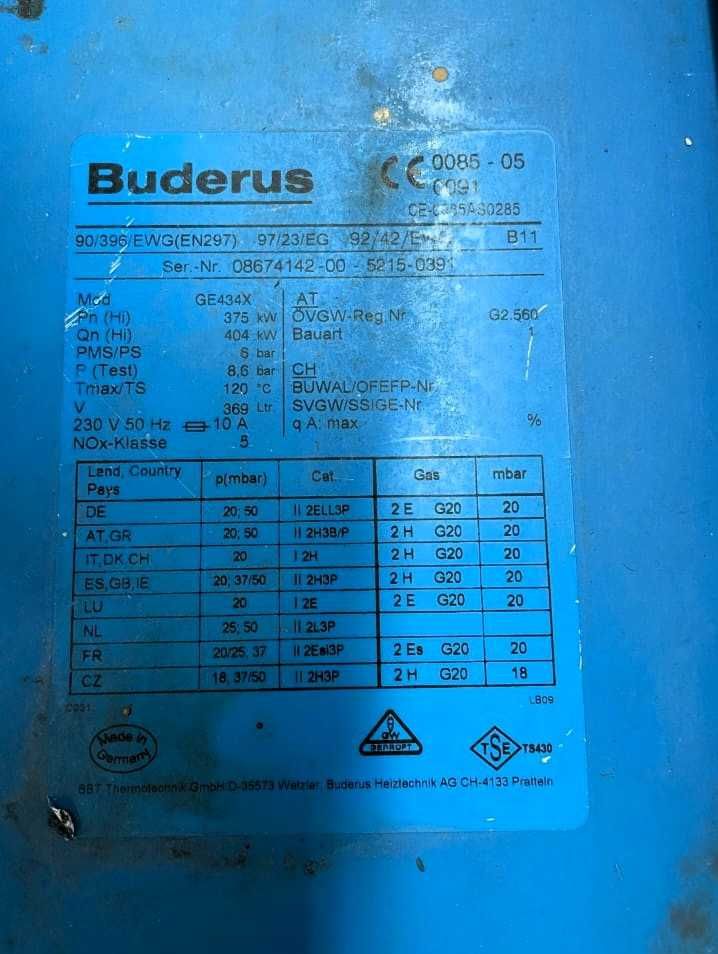 Buderus
CE 0085 - 05
0091
90/396/EWG(EN297) 97/23/EG B11
Ser.-Nr. 08674142-00 - 5215-0391
Mod GE434X
Pn (Hi) 375 kW
Qn (Hi) 404 kW
PMS/PS 6 bar
P (Test) 8,6 bar
Tmax/TS 120 °C
V 369 Ltr
230 V 50 Hz 10 A
NOx-Klasse 5
AT
ÖVGW-Reg.Nr G2.560
Bauart 1
CH
BUWAL/OFEFP-Nr
SVGW/SSIGE-Nr
q A; max %
Land, Country p(mbar) Cat. Gas mbar
Pays
DE 20; 50 II 2ELL3P 2 E G20 20
AT,GR 20; 50 II 2H3B/P 2 H G20 20
IT,DK,CH 20 I 2H 2 H G20 20
ES,GB,IE 20; 37/50 II 2H3P 2 H G20 20
LU 20 I 2E 2 E G20 20
NL 25; 50 II 2L3P
FR 20/25; 37 II 2Esi3P 2 Es G20 20
CZ 18; 37/50 II 2H3P 2 H G20 18
LB09
Made in
Germany
GEPRÜFT
TSE TS430
BBT Thermotechnik GmbH D-35573 Wetzlar, Buderus Heiztechnik AG CH-4133 Pratteln